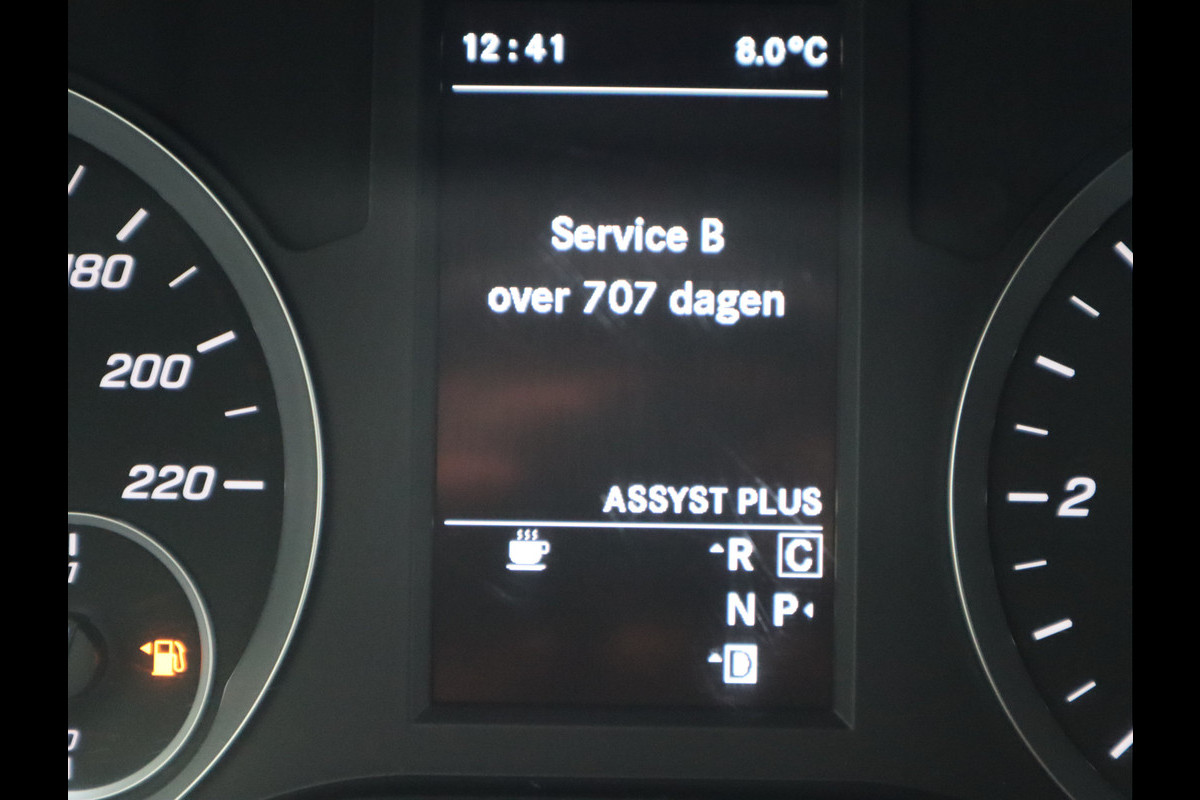 12:41 8.0°C
Service B
over 707 dagen
ASSYST PLUS
R C
N P
D
180
200
220
2